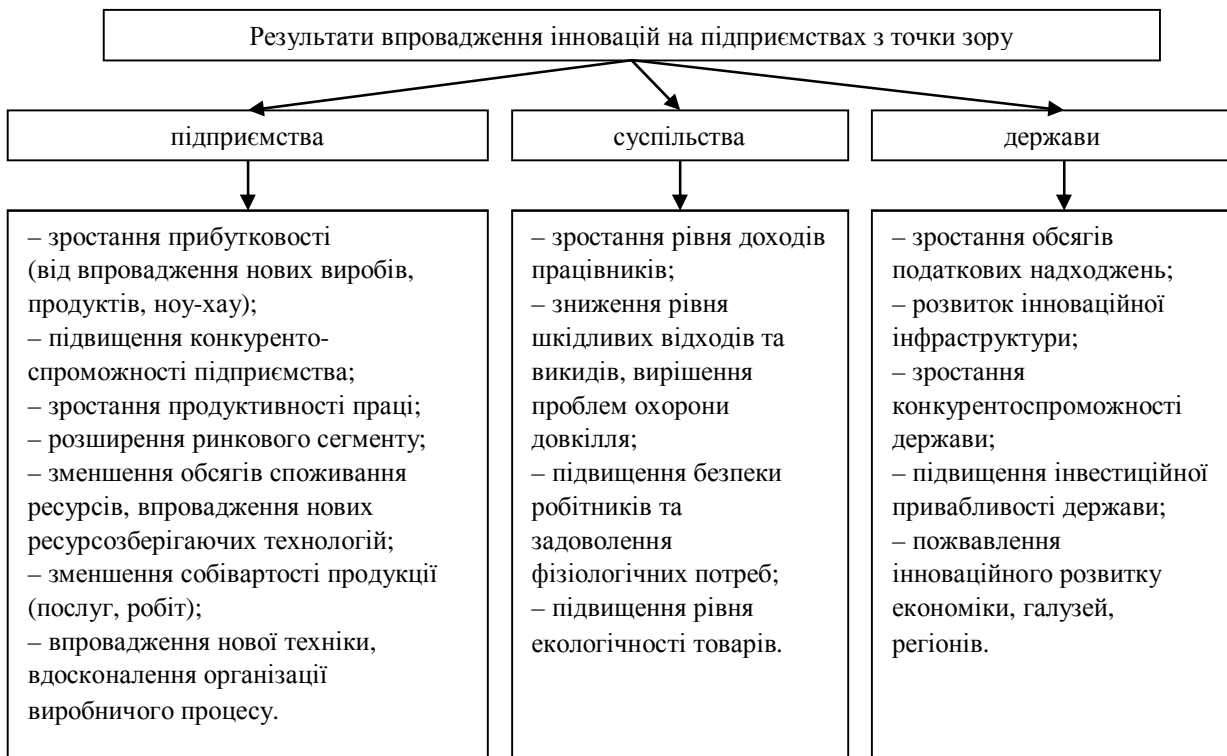 Результати впровадження інновацій на підприємствах з точки зору
підприємства
суспільства
держави
– зростання прибутковості
(від впровадження нових виробів,
продуктів, ноу-хау);
– підвищення конкуренто-
спроможності підприємства;
– зростання продуктивності праці;
– розширення ринкового сегменту;
– зменшення обсягів споживання
ресурсів, впровадження нових
ресурсозберігаючих технологій;
– зменшення собівартості продукції
(послуг, робіт);
– впровадження нової техніки,
вдосконалення організації
виробничого процесу.
– зростання рівня доходів
працівників;
– зниження рівня
шкідливих відходів та
викидів, вирішення
проблем охорони
довкілля;
– підвищення безпеки
робітників та
задоволення
фізіологічних потреб;
– підвищення рівня
екологічності товарів.
– зростання обсягів
податкових надходжень;
– розвиток інноваційної
інфраструктури;
– зростання
конкурентоспроможності
держави;
– підвищення інвестиційної
привабливості держави;
– пожвавлення
інноваційного розвитку
економіки, галузей,
регіонів.